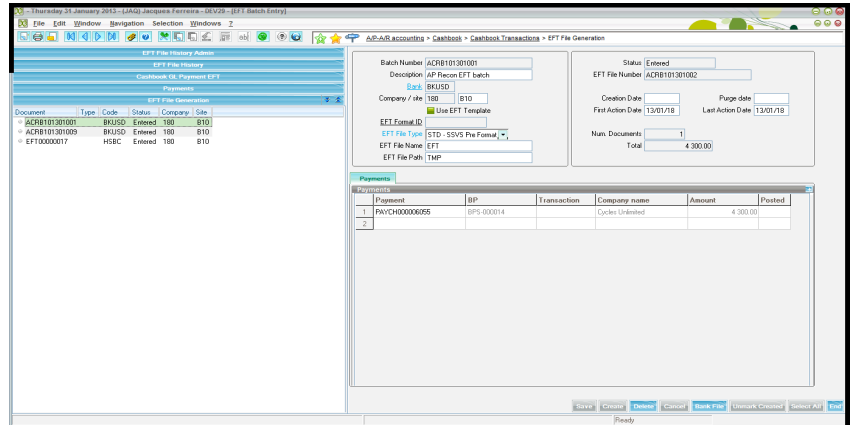 - Thursday 31 January 2013 - (JAQ) Jacques Ferreira - DEV29 - [EFT Batch Entry]
File Edit Window Navigation Selection Windows ?
A/P-A/R accounting > Cashbook > Cashbook Transactions > EFT File Generation
EFT File History Admin
EFT File History
Cashbook GL Payment EFT
Payments
EFT File Generation
Document Type Code Status Company Site
ACRB101301001 BKUSD Entered 180 B10
ACRB101301009 BKUSD Entered 180 B10
EFT00000017 HSBC Entered 180 B10
Batch Number ACRB101301001
Description AP Recon EFT batch
Bank BKUSD
Company / site 180 B10
Use EFT Template
EFT Format ID
EFT File Type STD - SSVS Pre Format
EFT File Name EFT
EFT File Path TMP
Status Entered
EFT File Number ACRB101301002
Creation Date Purge date
First Action Date 13/01/18 Last Action Date 13/01/18
Num. Documents 1
Total 4 300.00
Payments
Payments
Payment BP Transaction Company name Amount Posted
1 PAYCH000006055 BPS-000014 Cycles Unlimited 4 300.00
2
Save Create Delete Cancel Bank File Unmark Created Select All End
Ready